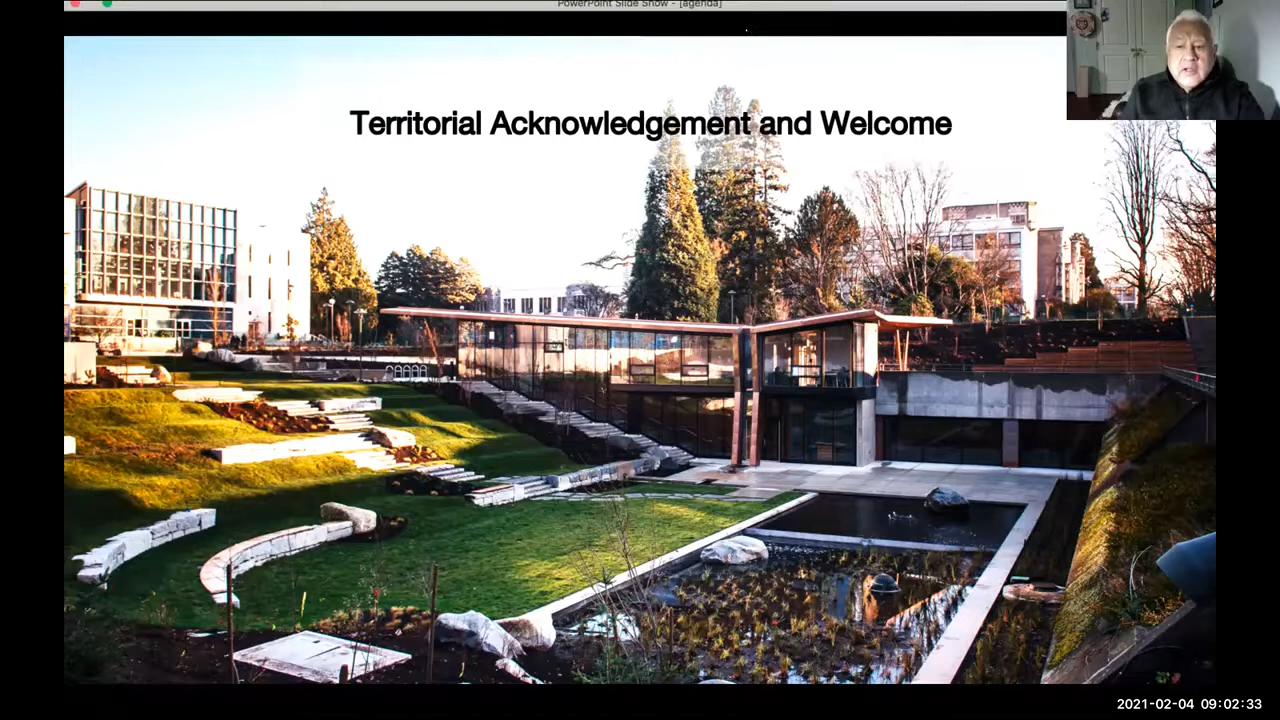 PowerPoint Slide Show - [agenda]
Territorial Acknowledgement and Welcome
2021-02-04 09:02:33